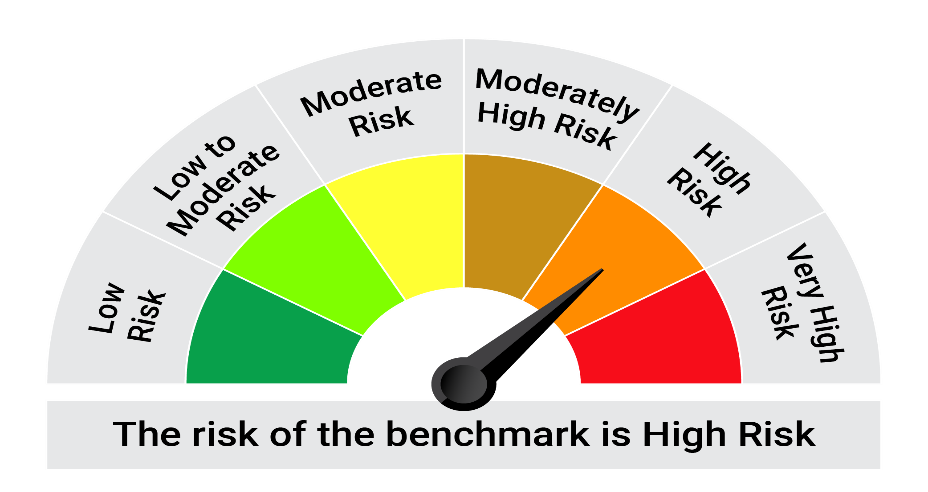 Low
Risk
Low to
Moderate
Risk
Moderate
Risk
Moderately
High Risk
High
Risk
Very High
Risk
The risk of the benchmark is High Risk